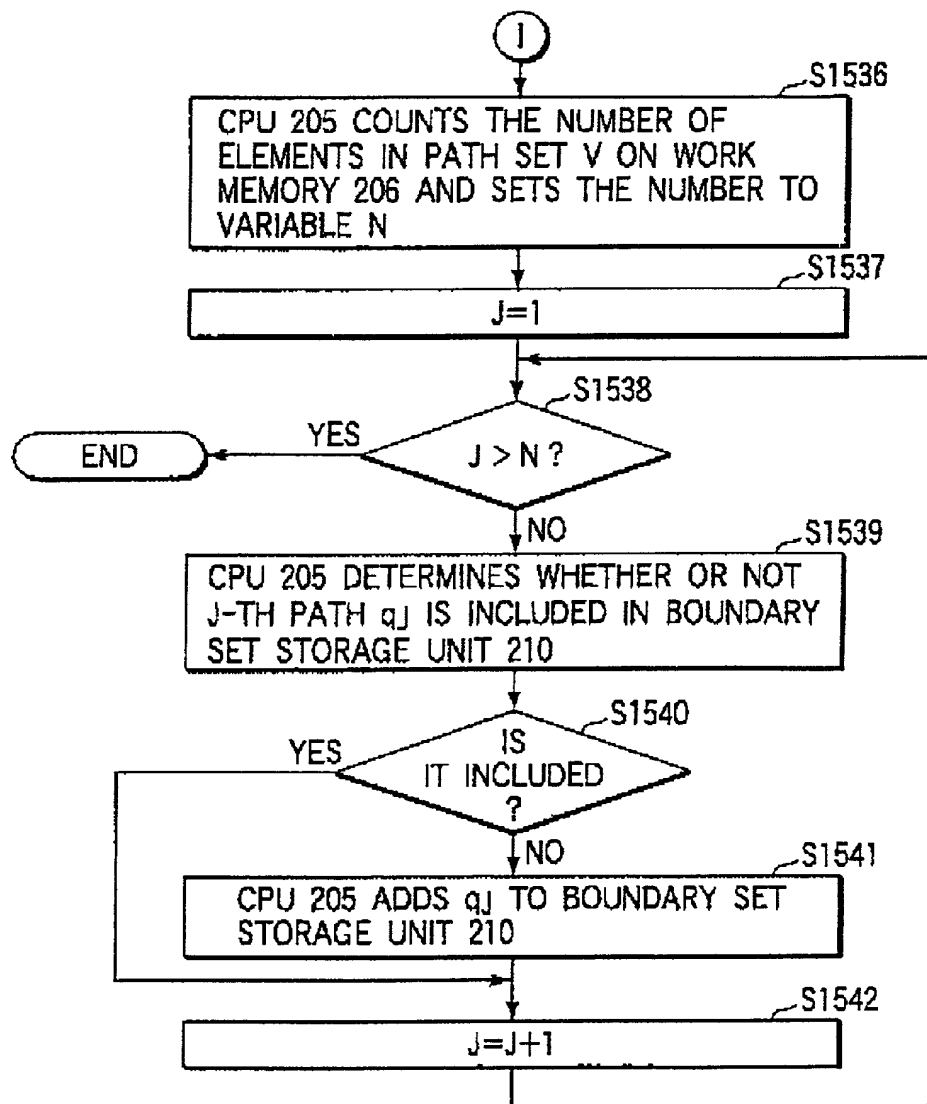 I
S1536
CPU 205 COUNTS THE NUMBER OF
ELEMENTS IN PATH SET V ON WORK
MEMORY 206 AND SETS THE NUMBER TO
VARIABLE N
S1537
J=1
S1538
YES
END
J > N ?
NO
S1539
CPU 205 DETERMINES WHETHER OR NOT
J-TH PATH qJ IS INCLUDED IN BOUNDARY
SET STORAGE UNIT 210
S1540
YES
IS
IT INCLUDED
?
NO
S1541
CPU 205 ADDS qJ TO BOUNDARY SET
STORAGE UNIT 210
S1542
J=J+1